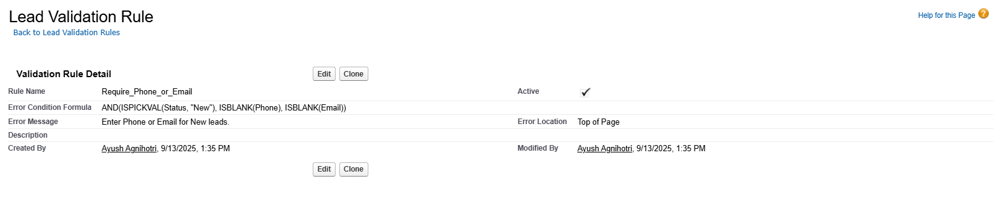 Lead Validation Rule
Help for this Page ?
Back to Lead Validation Rules
Validation Rule Detail
Edit Clone
Rule Name Require_Phone_or_Email Active
Error Condition Formula AND(ISPICKVAL(Status, "New"), ISBLANK(Phone), ISBLANK(Email))
Error Message Enter Phone or Email for New leads. Error Location Top of Page
Description
Created By Ayush Agnihotri, 9/13/2025, 1:35 PM Modified By Ayush Agnihotri, 9/13/2025, 1:35 PM
Edit Clone